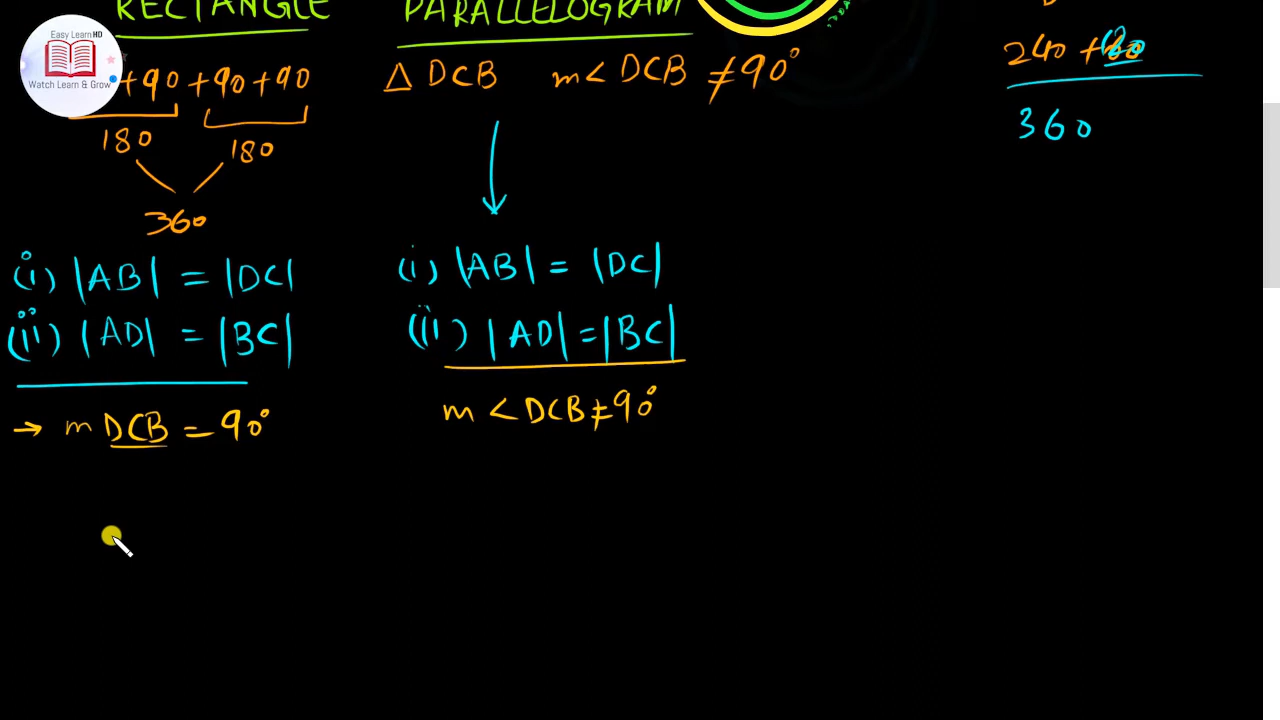 RECTANGLE
Easy Learn HD
Watch Learn & Grow
+90 +90 +90
180 180
360
(i) |AB| = |DC|
(ii) |AD| = |BC|
→ m DCB = 90°
PARALLELOGRAM
△ DCB m< DCB ≠ 90°
(i) |AB| = |DC|
(ii) |AD| = |BC|
m < DCB ≠ 90°
240 +
360